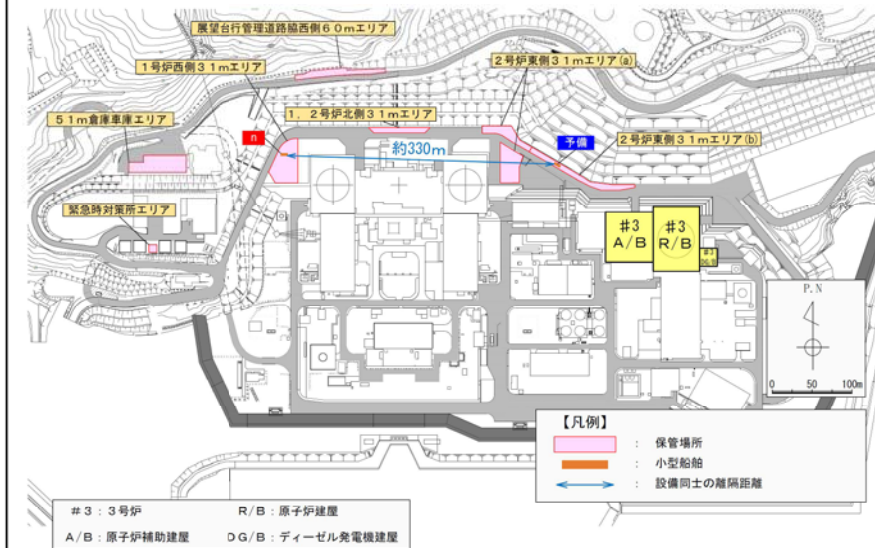 展望台行管理道路脇西側60mエリア
1号炉西側31mエリア
2号炉東側31mエリア(a)
51m倉庫車庫エリア
1,2号炉北側31mエリア
n
予備
約330m
2号炉東側31mエリア(b)
緊急時対策所エリア
#3
A/B
#3
R/B
#3
DG/B
P.N
0 50 100m
【凡例】
: 保管場所
: 小型船舶
: 設備同士の離隔距離
#3：3号炉 R/B：原子炉建屋
A/B：原子炉補助建屋 DG/B：ディーゼル発電機建屋